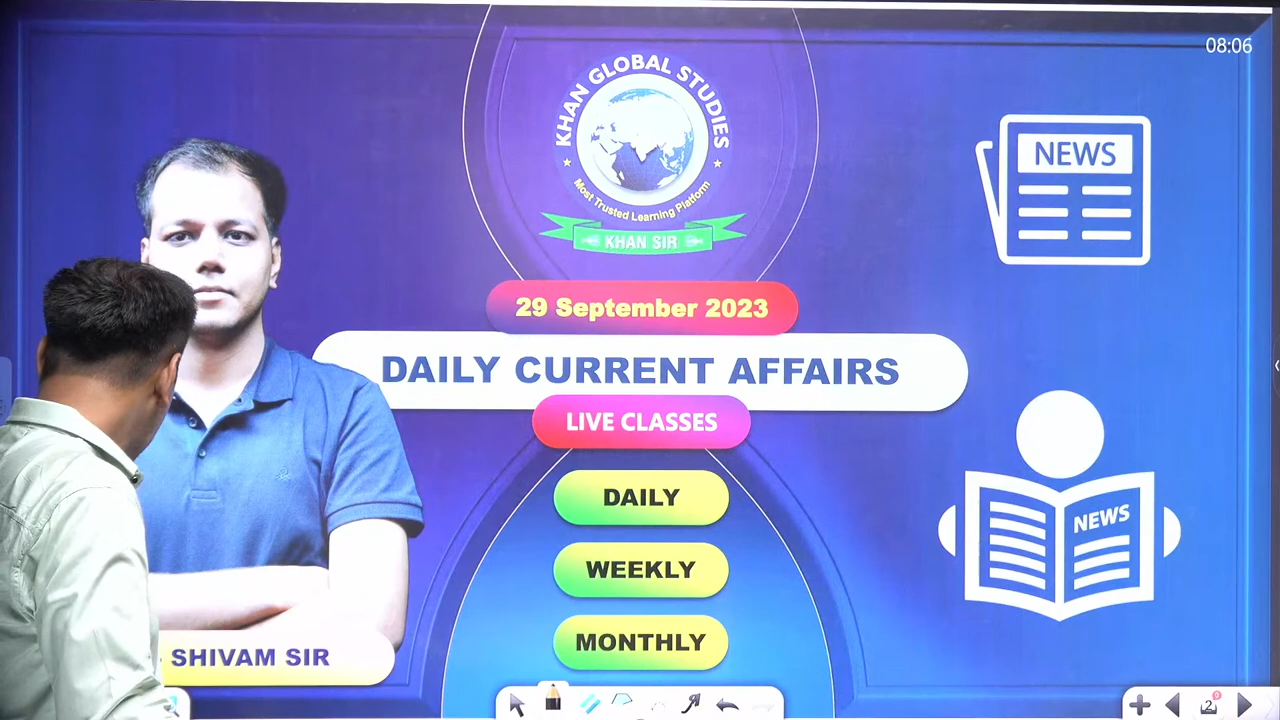 08:06
KHAN GLOBAL STUDIES
Most Trusted Learning Platform
KHAN SIR
NEWS
29 September 2023
DAILY CURRENT AFFAIRS
LIVE CLASSES
DAILY
NEWS
WEEKLY
MONTHLY
SHIVAM SIR
2